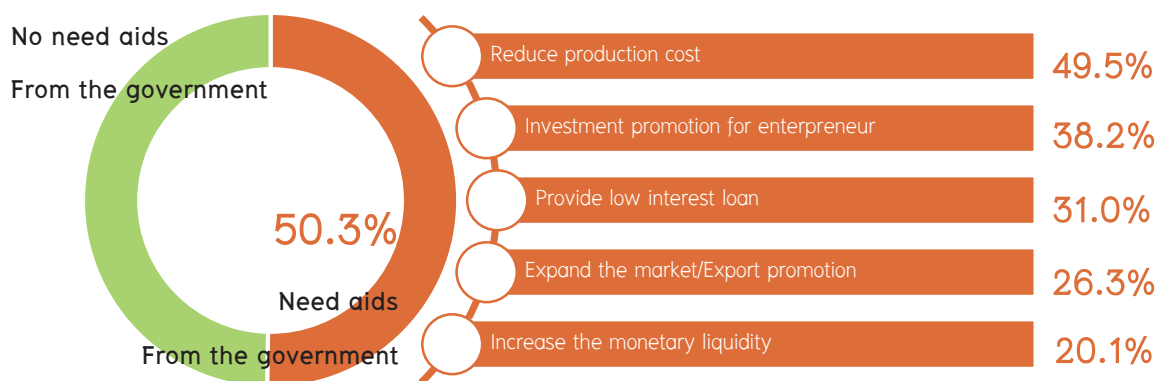 No need aids
From the government
50.3%
Need aids
From the government
Reduce production cost
49.5%
Investment promotion for enterpreneur
38.2%
Provide low interest loan
31.0%
Expand the market/Export promotion
26.3%
Increase the monetary liquidity
20.1%